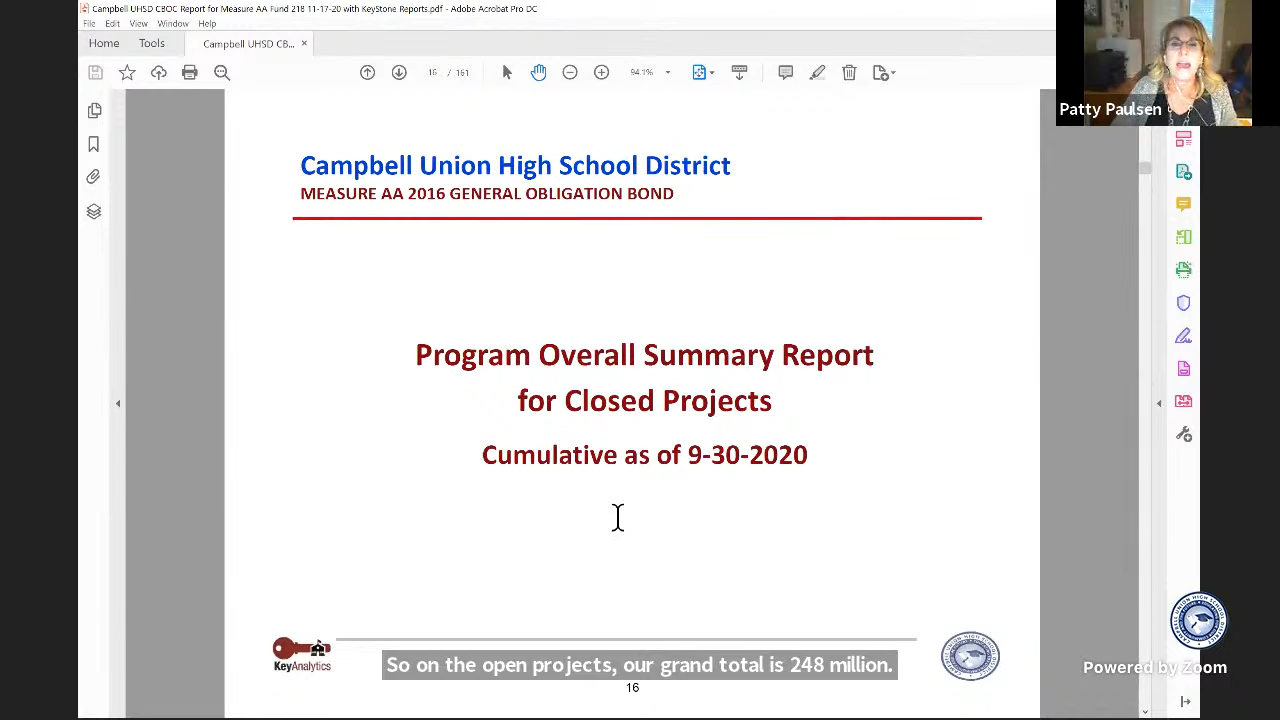 Campbell UHSD CBOC Report for Measure AA Fund 218 11-17-20 with KeyStone Reports.pdf - Adobe Acrobat Pro DC
File Edit View Window Help
Home Tools Campbell UHSD CB... ×
16 / 161 94.1%
Patty Paulsen
Campbell Union High School District
MEASURE AA 2016 GENERAL OBLIGATION BOND
Program Overall Summary Report
for Closed Projects
Cumulative as of 9-30-2020
KeyAnalytics
So on the open projects, our grand total is 248 million.
16
Powered by Zoom